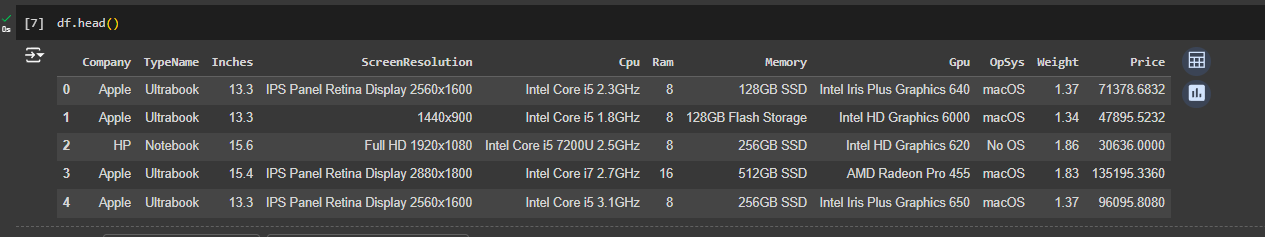 [7] df.head()
0s
Company TypeName Inches ScreenResolution Cpu Ram Memory Gpu OpSys Weight Price
0 Apple Ultrabook 13.3 IPS Panel Retina Display 2560x1600 Intel Core i5 2.3GHz 8 128GB SSD Intel Iris Plus Graphics 640 macOS 1.37 71378.6832
1 Apple Ultrabook 13.3 1440x900 Intel Core i5 1.8GHz 8 128GB Flash Storage Intel HD Graphics 6000 macOS 1.34 47895.5232
2 HP Notebook 15.6 Full HD 1920x1080 Intel Core i5 7200U 2.5GHz 8 256GB SSD Intel HD Graphics 620 No OS 1.86 30636.0000
3 Apple Ultrabook 15.4 IPS Panel Retina Display 2880x1800 Intel Core i7 2.7GHz 16 512GB SSD AMD Radeon Pro 455 macOS 1.83 135195.3360
4 Apple Ultrabook 13.3 IPS Panel Retina Display 2560x1600 Intel Core i5 3.1GHz 8 256GB SSD Intel Iris Plus Graphics 650 macOS 1.37 96095.8080